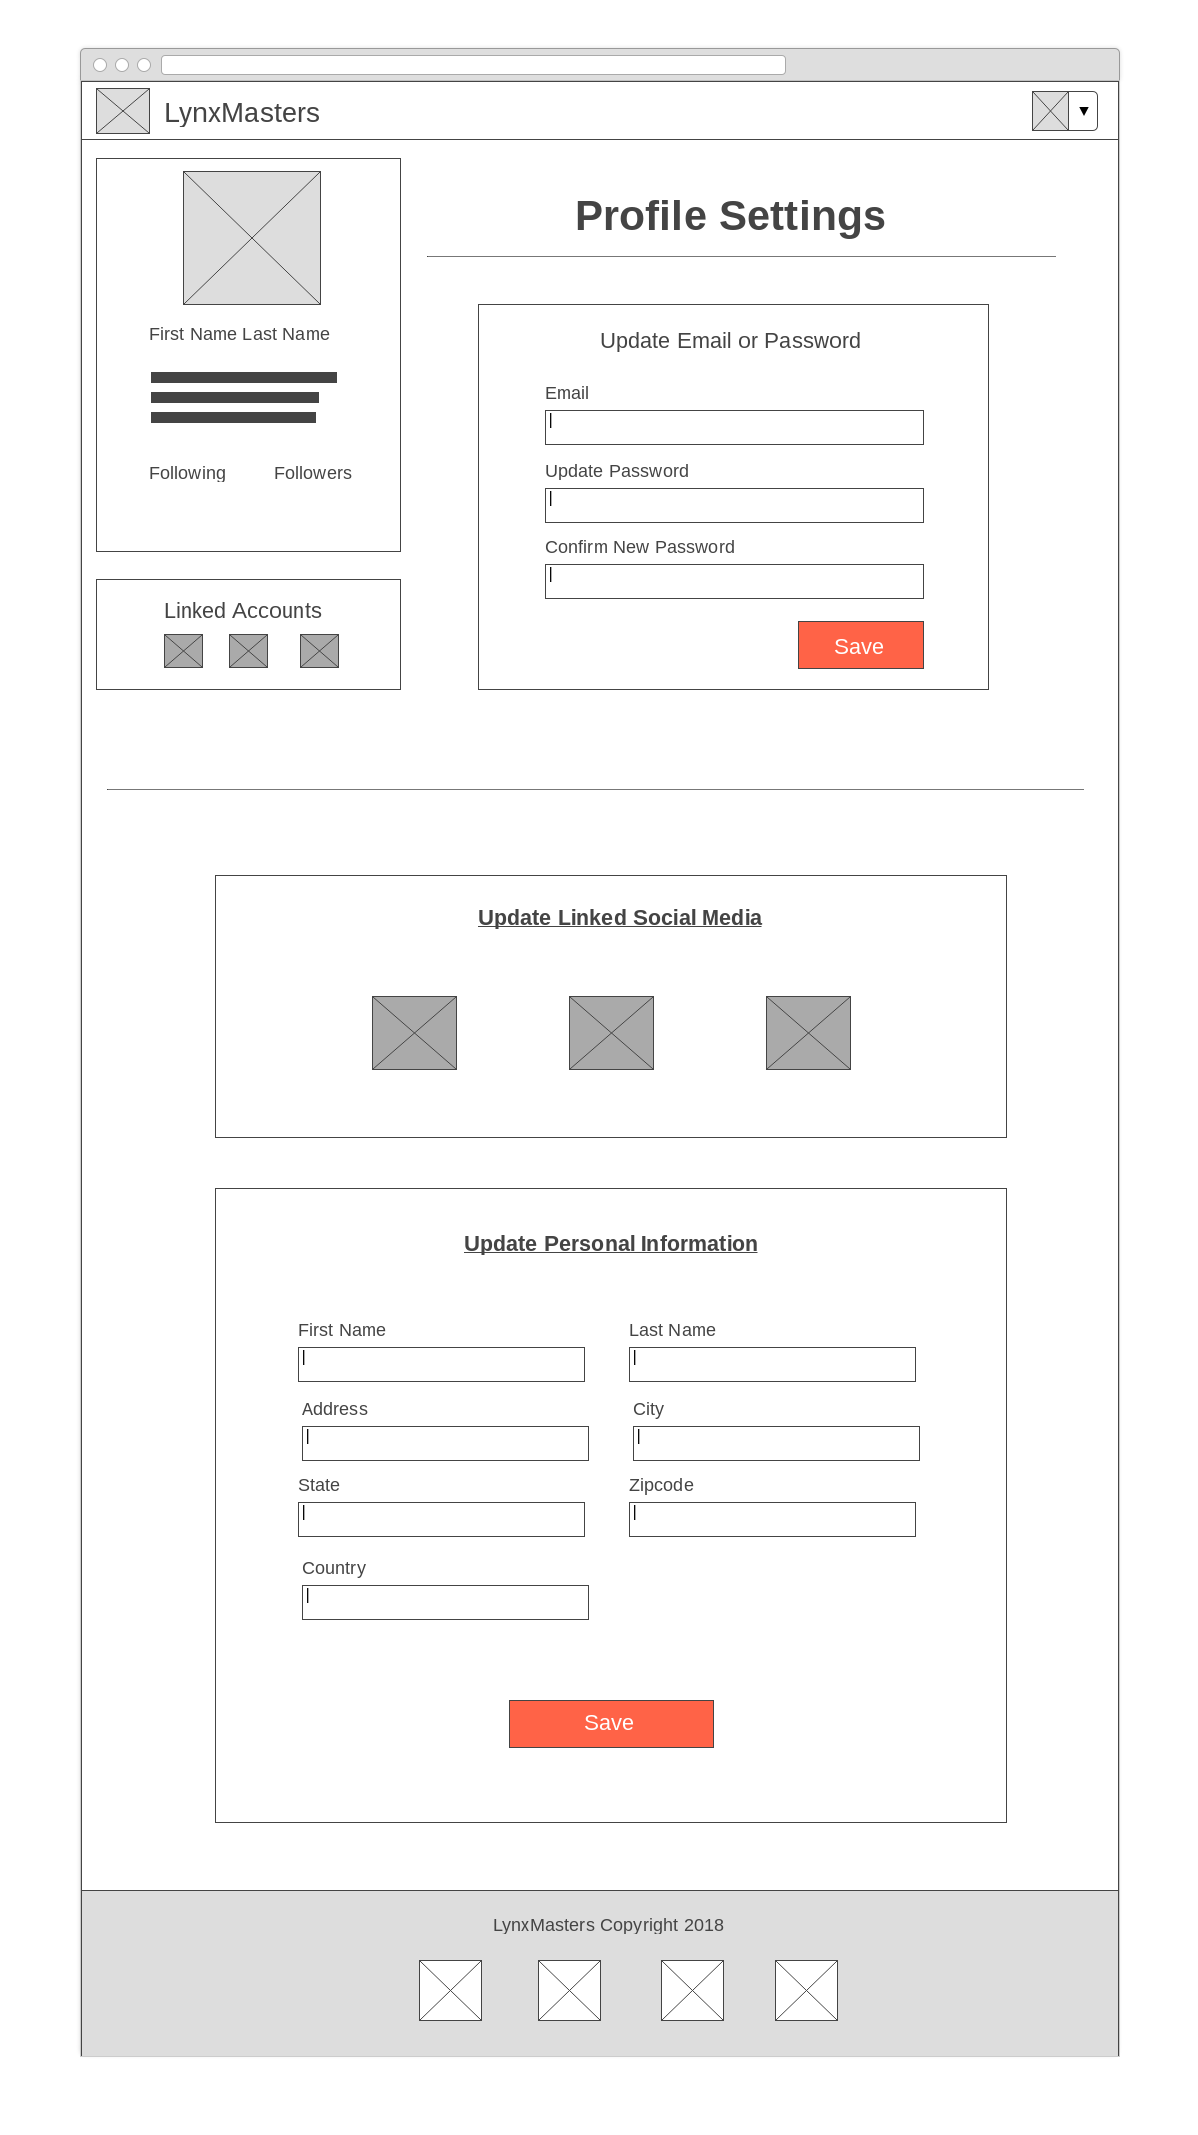 LynxMasters
Profile Settings
First Name Last Name
Following Followers
Linked Accounts
Update Email or Password
Email
Update Password
Confirm New Password
Save
Update Linked Social Media
Update Personal Information
First Name Last Name
Address City
State Zipcode
Country
Save
LynxMasters Copyright 2018